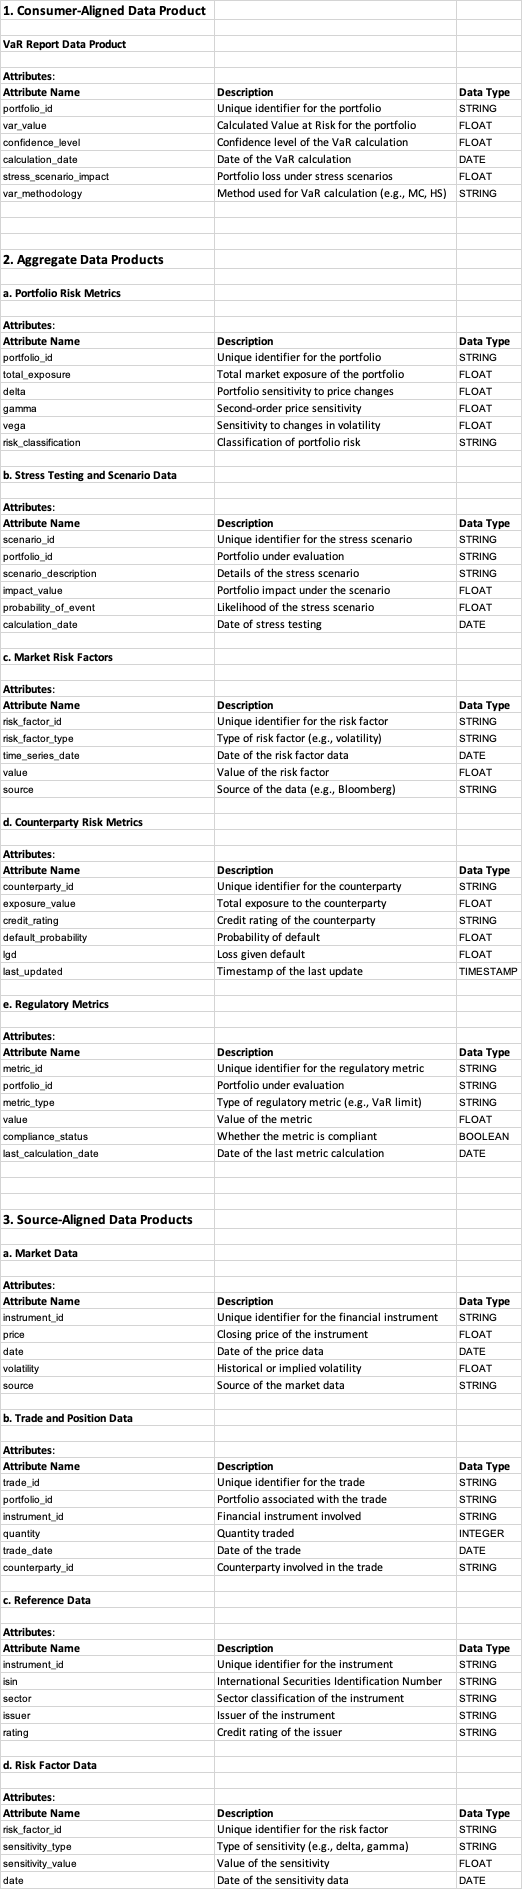 1. Consumer-Aligned Data Product
VaR Report Data Product
Attributes:
Attribute Name Description Data Type
portfolio_id Unique identifier for the portfolio STRING
var_value Calculated Value at Risk for the portfolio FLOAT
confidence_level Confidence level of the VaR calculation FLOAT
calculation_date Date of the VaR calculation DATE
stress_scenario_impact Portfolio loss under stress scenarios FLOAT
var_methodology Method used for VaR calculation (e.g., MC, HS) STRING
2. Aggregate Data Products
a. Portfolio Risk Metrics
Attributes:
Attribute Name Description Data Type
portfolio_id Unique identifier for the portfolio STRING
total_exposure Total market exposure of the portfolio FLOAT
delta Portfolio sensitivity to price changes FLOAT
gamma Second-order price sensitivity FLOAT
vega Sensitivity to changes in volatility FLOAT
risk_classification Classification of portfolio risk STRING
b. Stress Testing and Scenario Data
Attributes:
Attribute Name Description Data Type
scenario_id Unique identifier for the stress scenario STRING
portfolio_id Portfolio under evaluation STRING
scenario_description Details of the stress scenario STRING
impact_value Portfolio impact under the scenario FLOAT
probability_of_event Likelihood of the stress scenario FLOAT
calculation_date Date of stress testing DATE
c. Market Risk Factors
Attributes:
Attribute Name Description Data Type
risk_factor_id Unique identifier for the risk factor STRING
risk_factor_type Type of risk factor (e.g., volatility) STRING
time_series_date Date of the risk factor data DATE
value Value of the risk factor FLOAT
source Source of the data (e.g., Bloomberg) STRING
d. Counterparty Risk Metrics
Attributes:
Attribute Name Description Data Type
counterparty_id Unique identifier for the counterparty STRING
exposure_value Total exposure to the counterparty FLOAT
credit_rating Credit rating of the counterparty STRING
default_probability Probability of default FLOAT
lgd Loss given default FLOAT
last_updated Timestamp of the last update TIMESTAMP
e. Regulatory Metrics
Attributes:
Attribute Name Description Data Type
metric_id Unique identifier for the regulatory metric STRING
portfolio_id Portfolio under evaluation STRING
metric_type Type of regulatory metric (e.g., VaR limit) STRING
value Value of the metric FLOAT
compliance_status Whether the metric is compliant BOOLEAN
last_calculation_date Date of the last metric calculation DATE
3. Source-Aligned Data Products
a. Market Data
Attributes:
Attribute Name Description Data Type
instrument_id Unique identifier for the financial instrument STRING
price Closing price of the instrument FLOAT
date Date of the price data DATE
volatility Historical or implied volatility FLOAT
source Source of the market data STRING
b. Trade and Position Data
Attributes:
Attribute Name Description Data Type
trade_id Unique identifier for the trade STRING
portfolio_id Portfolio associated with the trade STRING
instrument_id Financial instrument involved STRING
quantity Quantity traded INTEGER
trade_date Date of the trade DATE
counterparty_id Counterparty involved in the trade STRING
c. Reference Data
Attributes:
Attribute Name Description Data Type
instrument_id Unique identifier for the instrument STRING
isin International Securities Identification Number STRING
sector Sector classification of the instrument STRING
issuer Issuer of the instrument STRING
rating Credit rating of the issuer STRING
d. Risk Factor Data
Attributes:
Attribute Name Description Data Type
risk_factor_id Unique identifier for the risk factor STRING
sensitivity_type Type of sensitivity (e.g., delta, gamma) STRING
sensitivity_value Value of the sensitivity FLOAT
date Date of the sensitivity data DATE